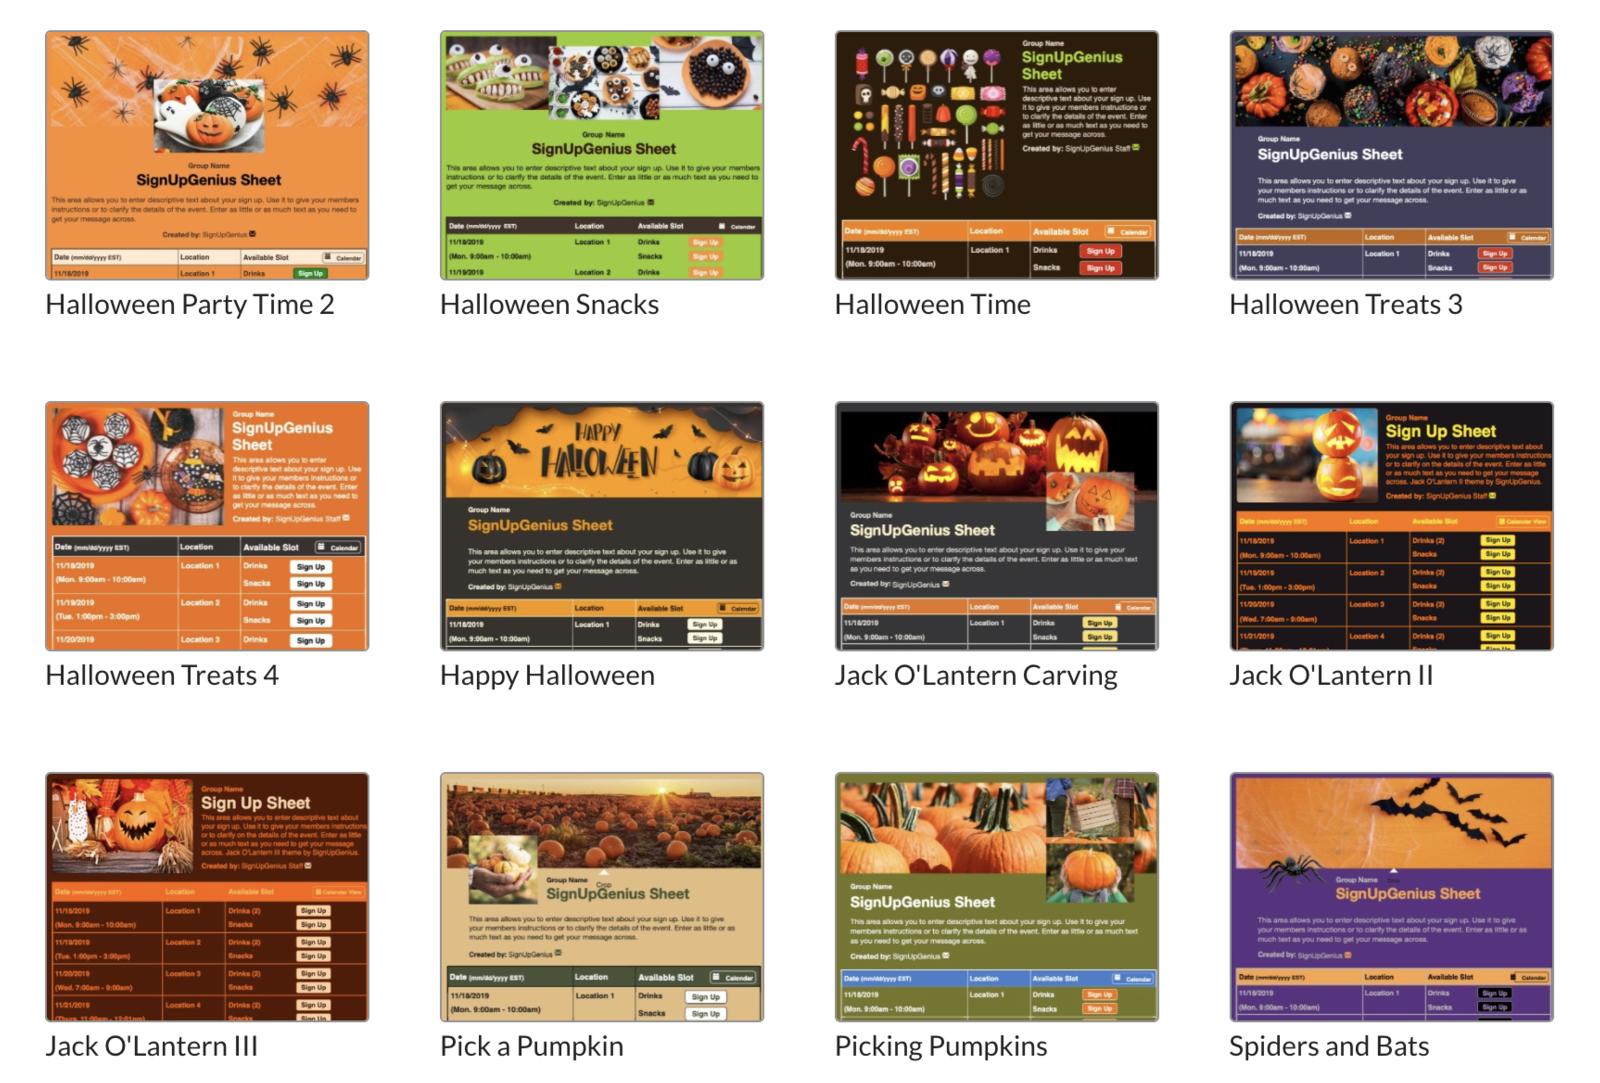 Group Name
SignUpGenius Sheet
This area allows you to enter descriptive text about your sign up. Use it to give your members
instructions or to clarify the details of the event. Enter as little or as much text as you need to
get your message across.
Created by: SignUpGenius
Date (mm/dd/yyyy EST) Location Available Slot Calendar
11/18/2019 Location 1 Drinks Sign Up
Halloween Party Time 2
Group Name
SignUpGenius Sheet
This area allows you to enter descriptive text about your sign up. Use it to give your members
instructions or to clarify the details of the event. Enter as little or as much text as you need to
get your message across.
Created by: SignUpGenius
Date (mm/dd/yyyy EST) Location Available Slot Calendar
11/18/2019 Location 1 Drinks Sign Up
(Mon. 9:00am - 10:00am) Snacks Sign Up
11/19/2019 Location 2 Drinks Sign Up
Halloween Snacks
Group Name
SignUpGenius
Sheet
This area allows you to enter
descriptive text about your sign up. Use
it to give your members instructions or
to clarify the details of the event. Enter
as little or as much text as you need to
get your message across.
Created by: SignUpGenius Staff
Date (mm/dd/yyyy EST) Location Available Slot Calendar
11/18/2019 Location 1 Drinks Sign Up
(Mon. 9:00am - 10:00am) Snacks Sign Up
Halloween Time
Group Name
SignUpGenius Sheet
This area allows you to enter descriptive text about your sign up. Use it to give
your members instructions or to clarify the details of the event. Enter as little or as
much text as you need to get your message across.
Created by: SignUpGenius
Date (mm/dd/yyyy EST) Location Available Slot Calendar
11/18/2019 Location 1 Drinks Sign Up
(Mon. 9:00am - 10:00am) Snacks Sign Up
Halloween Treats 3
Group Name
SignUpGenius
Sheet
This area allows you to enter
descriptive text about your sign up. Use
it to give your members instructions or
to clarify the details of the event. Enter
as little or as much text as you need to
get your message across.
Created by: SignUpGenius Staff
Date (mm/dd/yyyy EST) Location Available Slot Calendar
11/18/2019 Location 1 Drinks Sign Up
(Mon. 9:00am - 10:00am) Snacks Sign Up
11/19/2019 Location 2 Drinks Sign Up
(Tue. 1:00pm - 3:00pm) Snacks Sign Up
11/20/2019 Location 3 Drinks Sign Up
Halloween Treats 4
HAPPY
HALLOWEEN
Group Name
SignUpGenius Sheet
This area allows you to enter descriptive text about your sign up. Use it to give
your members instructions or to clarify the details of the event. Enter as little or as
much text as you need to get your message across.
Created by: SignUpGenius
Date (mm/dd/yyyy EST) Location Available Slot Calendar
11/18/2019 Location 1 Drinks Sign Up
(Mon. 9:00am - 10:00am) Snacks Sign Up
Happy Halloween
Group Name
SignUpGenius Sheet
This area allows you to enter descriptive text about your sign up. Use it to give your
members instructions or to clarify the details of the event. Enter as little or as much text
as you need to get your message across.
Created by: SignUpGenius
Date (mm/dd/yyyy EST) Location Available Slot Calendar
11/18/2019 Location 1 Drinks Sign Up
(Mon. 9:00am - 10:00am) Snacks Sign Up
Jack O'Lantern Carving
Group Name
Sign Up Sheet
This area allows you to enter descriptive text about
your sign up. Use it to give your members instructions
or to clarify on the details of the event. Enter as little
or as much text as you need to get your message
across. Jack O'Lantern II theme by SignUpGenius.
Created by: SignUpGenius Staff
Date (mm/dd/yyyy EST) Location Available Slot Calendar View
11/18/2019 Location 1 Drinks (2) Sign Up
(Mon. 9:00am - 10:00am) Snacks Sign Up
11/19/2019 Location 2 Drinks (2) Sign Up
(Tue. 1:00pm - 3:00pm) Snacks Sign Up
11/20/2019 Location 3 Drinks (2) Sign Up
(Wed. 7:00am - 9:00am) Snacks Sign Up
11/21/2019 Location 4 Drinks (2) Sign Up
Jack O'Lantern II
Group Name
Sign Up Sheet
This area allows you to enter descriptive text about
your sign up. Use it to give your members instructions
or to clarify on the details of the event. Enter as little
or as much text as you need to get your message
across. Jack O'Lantern III theme by SignUpGenius.
Created by: SignUpGenius Staff
Date (mm/dd/yyyy EST) Location Available Slot Calendar View
11/18/2019 Location 1 Drinks (2) Sign Up
(Mon. 9:00am - 10:00am) Snacks Sign Up
11/19/2019 Location 2 Drinks (2) Sign Up
(Tue. 1:00pm - 3:00pm) Snacks Sign Up
11/20/2019 Location 3 Drinks (2) Sign Up
(Wed. 7:00am - 9:00am) Snacks Sign Up
11/21/2019 Location 4 Drinks (2) Sign Up
(Thurs. 11:00am - 12:01pm) Snacks Sign Up
Jack O'Lantern III
Group Name
Crop
SignUpGenius Sheet
This area allows you to enter descriptive text about your sign up. Use it to give
your members instructions or to clarify the details of the event. Enter as little or as
much text as you need to get your message across.
Created by: SignUpGenius
Date (mm/dd/yyyy EST) Location Available Slot Calendar
11/18/2019 Location 1 Drinks Sign Up
(Mon. 9:00am - 10:00am) Snacks Sign Up
Pick a Pumpkin
Group Name
SignUpGenius Sheet
This area allows you to enter descriptive text about your sign up. Use it to give your
members instructions or to clarify the details of the event. Enter as little or as much text
as you need to get your message across.
Created by: SignUpGenius
Date (mm/dd/yyyy EST) Location Available Slot Calendar
11/18/2019 Location 1 Drinks Sign Up
(Mon. 9:00am - 10:00am) Snacks Sign Up
Picking Pumpkins
Group Name
SignUpGenius Sheet
This area allows you to enter descriptive text about your sign up. Use it to give
your members instructions or to clarify the details of the event. Enter as little or as
much text as you need to get your message across.
Created by: SignUpGenius
Date (mm/dd/yyyy EST) Location Available Slot Calendar
11/18/2019 Location 1 Drinks Sign Up
(Mon. 9:00am - 10:00am) Snacks Sign Up
Spiders and Bats